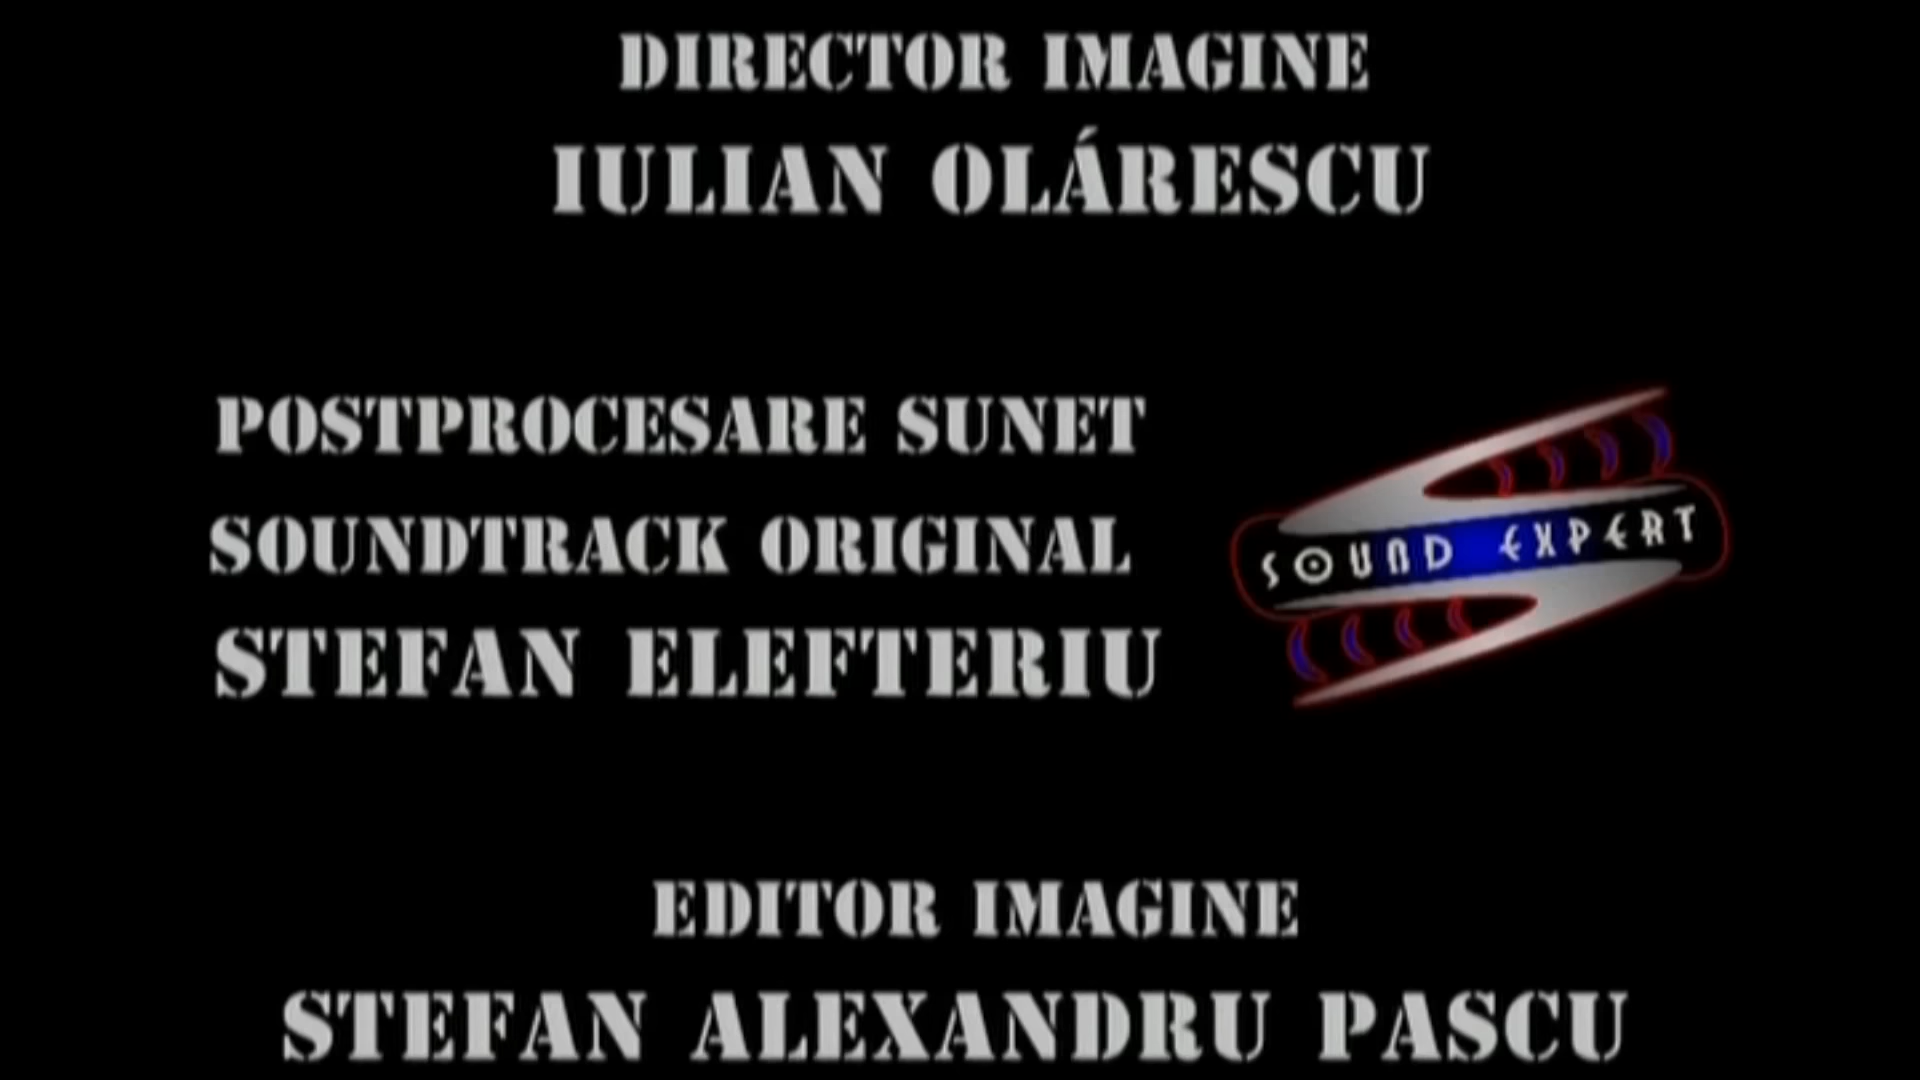 DIRECTOR IMAGINE
IULIAN OLÁRESCU
POSTPROCESARE SUNET
SOUNDTRACK ORIGINAL
STEFAN ELEFTERIU
SOUND EXPERT
EDITOR IMAGINE
STEFAN ALEXANDRU PASCU